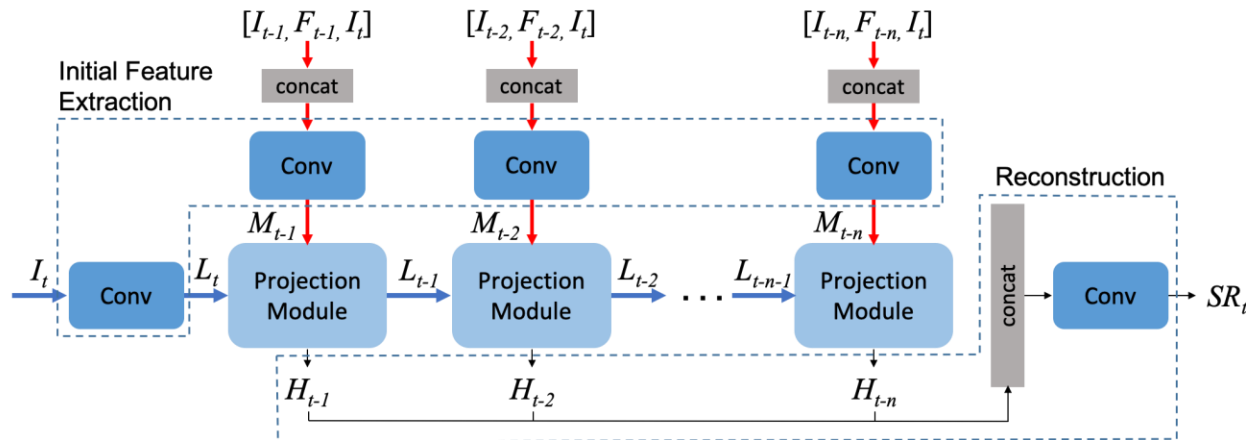 [I_{t-1}, F_{t-1}, I_t]
[I_{t-2}, F_{t-2}, I_t]
[I_{t-n}, F_{t-n}, I_t]
Initial Feature
Extraction
concat
concat
concat
Conv
Conv
Conv
Reconstruction
M_{t-1}
M_{t-2}
M_{t-n}
I_t
Conv
L_t
Projection
Module
L_{t-1}
Projection
Module
L_{t-2}
. . .
L_{t-n-1}
Projection
Module
concat
Conv
SR_t
H_{t-1}
H_{t-2}
H_{t-n}